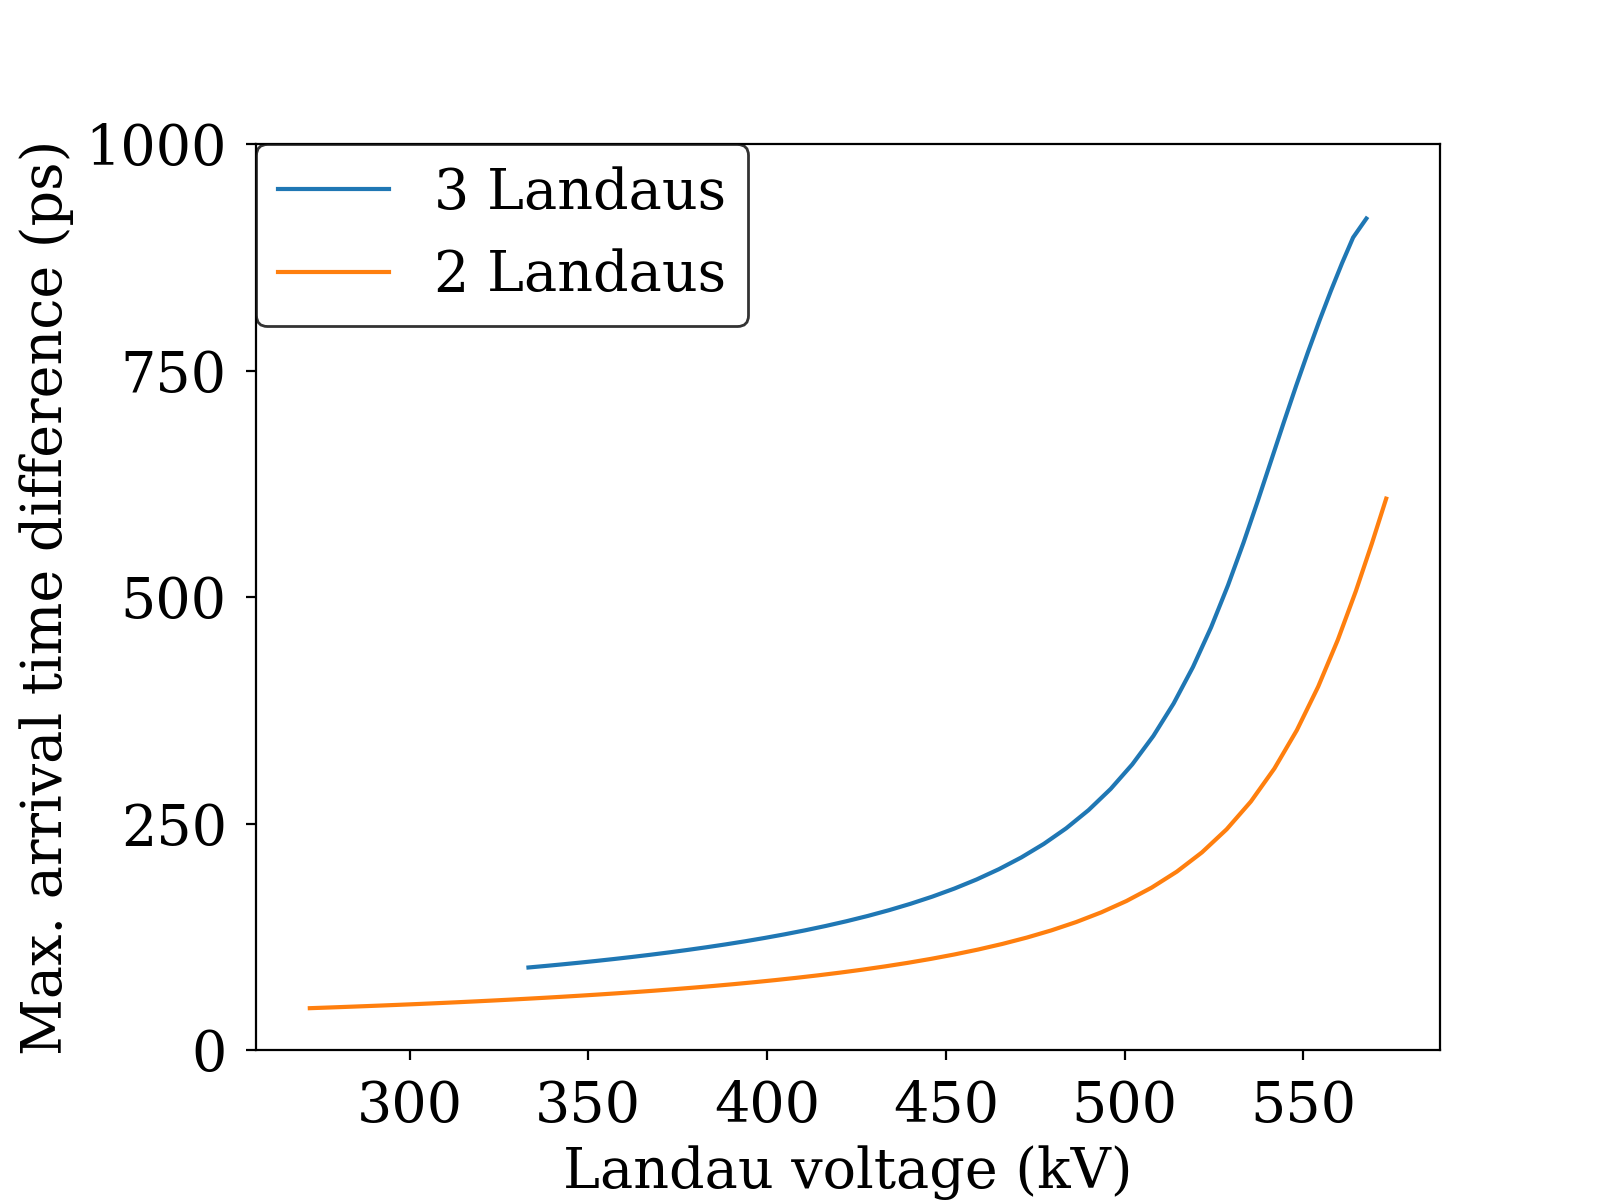 Max. arrival time difference (ps)
1000
750
500
250
0
3 Landaus
2 Landaus
300 350 400 450 500 550
Landau voltage (kV)